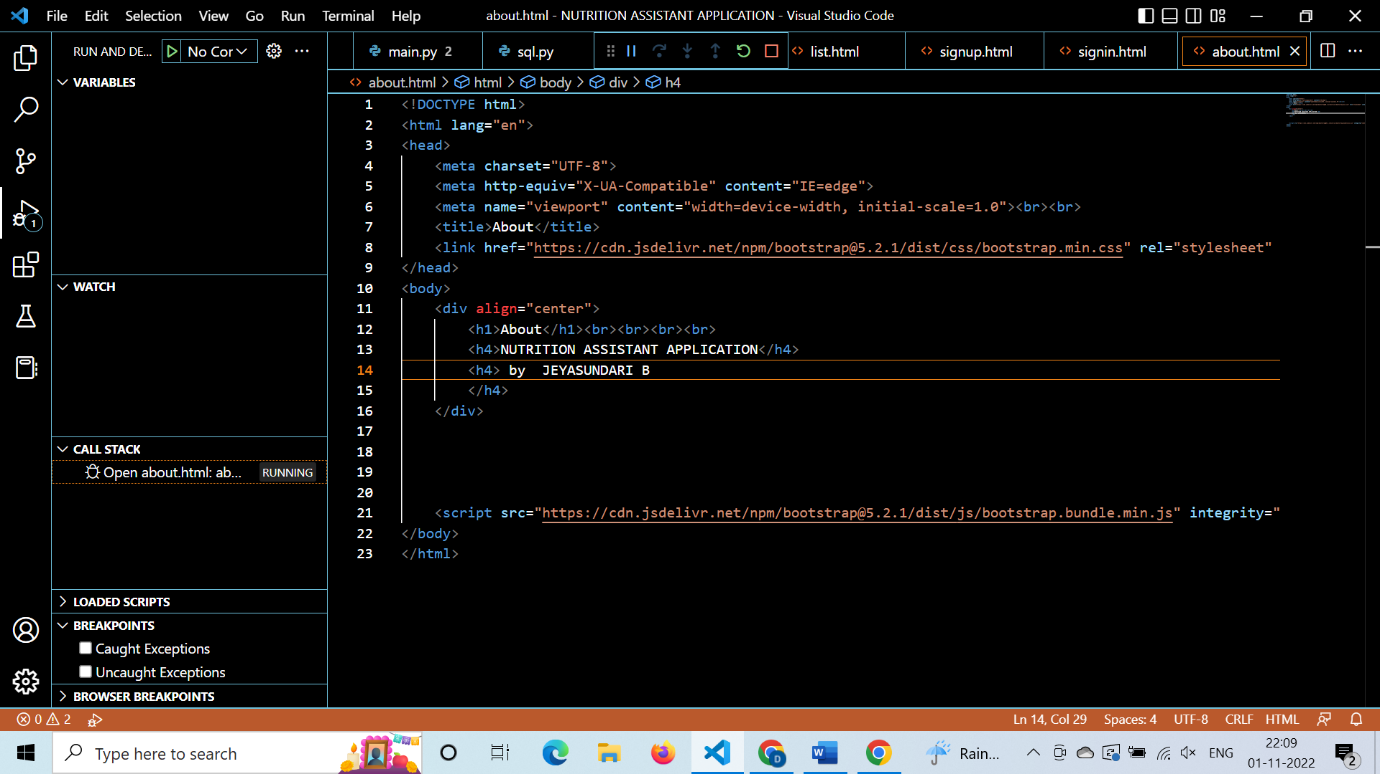 File Edit Selection View Go Run Terminal Help about.html - NUTRITION ASSISTANT APPLICATION - Visual Studio Code
RUN AND DE... No Cor
main.py 2 sql.py list.html signup.html signin.html about.html
about.html > html > body > div > h4
VARIABLES
WATCH
CALL STACK
Open about.html: ab... RUNNING
LOADED SCRIPTS
BREAKPOINTS
Caught Exceptions
Uncaught Exceptions
BROWSER BREAKPOINTS
1
1 <!DOCTYPE html>
2 <html lang="en">
3 <head>
4 <meta charset="UTF-8">
5 <meta http-equiv="X-UA-Compatible" content="IE=edge">
6 <meta name="viewport" content="width=device-width, initial-scale=1.0"><br><br>
7 <title>About</title>
8 <link href="https://cdn.jsdelivr.net/npm/bootstrap@5.2.1/dist/css/bootstrap.min.css" rel="stylesheet"
9 </head>
10 <body>
11 <div align="center">
12 <h1>About</h1><br><br><br><br>
13 <h4>NUTRITION ASSISTANT APPLICATION</h4>
14 <h4> by  JEYASUNDARI B
15 </h4>
16 </div>
17
18
19
20
21 <script src="https://cdn.jsdelivr.net/npm/bootstrap@5.2.1/dist/js/bootstrap.bundle.min.js" integrity="
22 </body>
23 </html>
0 2 Ln 14, Col 29 Spaces: 4 UTF-8 CRLF HTML
Type here to search D W Rain... ENG 22:09
01-11-2022 2